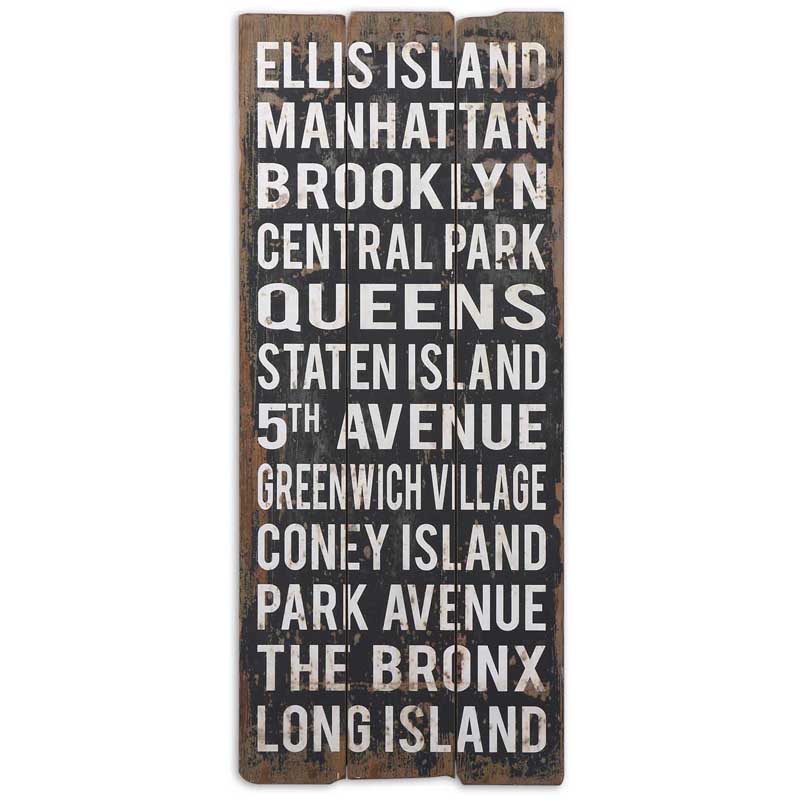 ELLIS ISLAND
MANHATTAN
BROOKLYN
CENTRAL PARK
QUEENS
STATEN ISLAND
5TH AVENUE
GREENWICH VILLAGE
CONEY ISLAND
PARK AVENUE
THE BRONX
LONG ISLAND